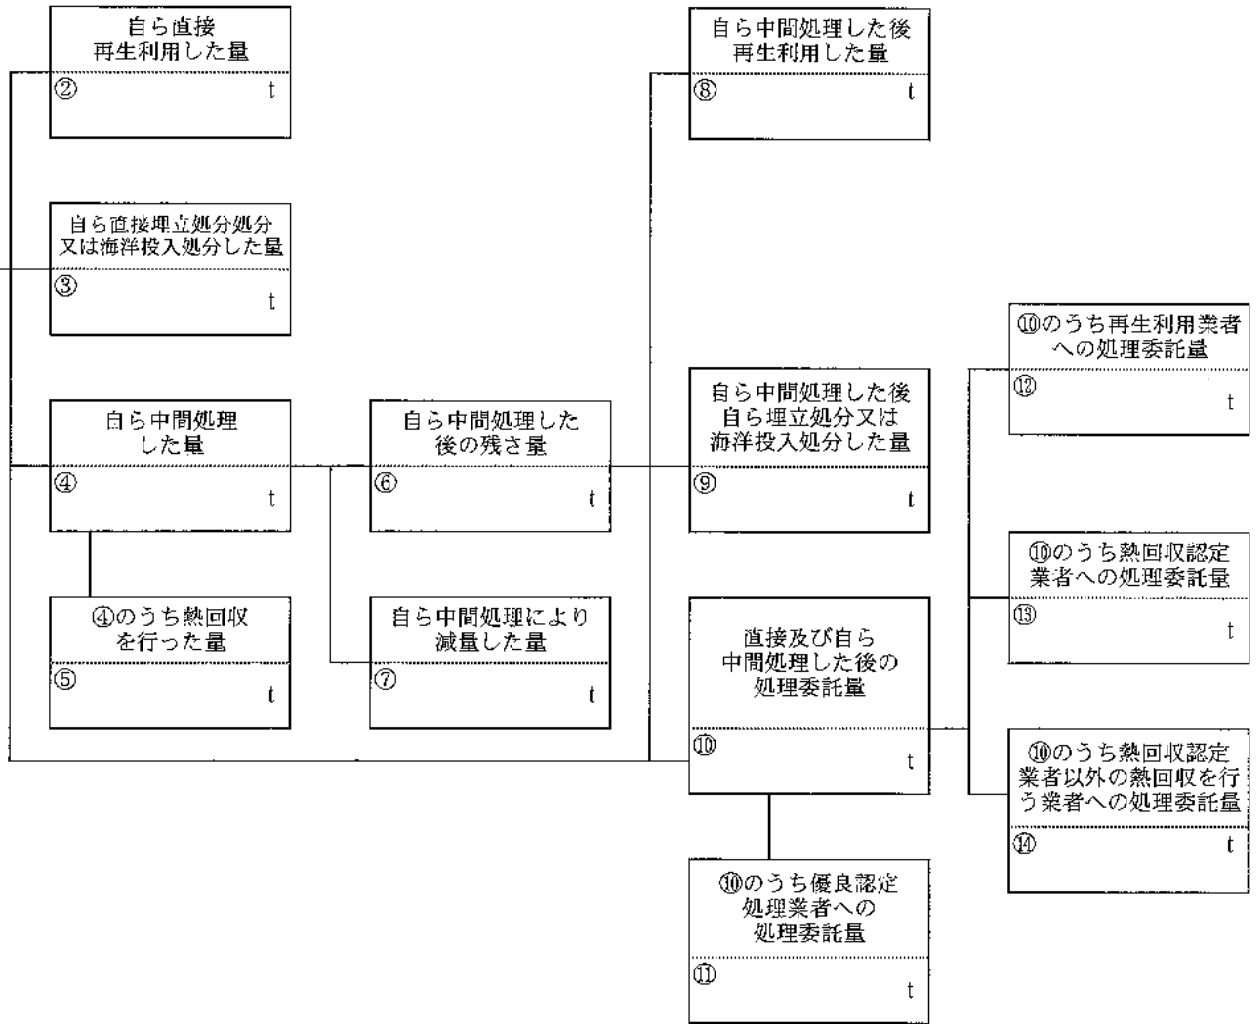 自ら直接
再生利用した量
② t
自ら直接埋立処分処分
又は海洋投入処分した量
③ t
自ら中間処理
した量
④ t
④のうち熱回収
を行った量
⑤ t
自ら中間処理した
後の残さ量
⑥ t
自ら中間処理により
減量した量
⑦ t
自ら中間処理した後
再生利用した量
⑧ t
自ら中間処理した後
自ら埋立処分又は
海洋投入処分した量
⑨ t
直接及び自ら
中間処理した後の
処理委託量
⑩ t
⑩のうち優良認定
処理業者への
処理委託量
⑪ t
⑩のうち再生利用業者
への処理委託量
⑫ t
⑩のうち熱回収認定
業者への処理委託量
⑬ t
⑩のうち熱回収認定
業者以外の熱回収を行
う業者への処理委託量
⑭ t